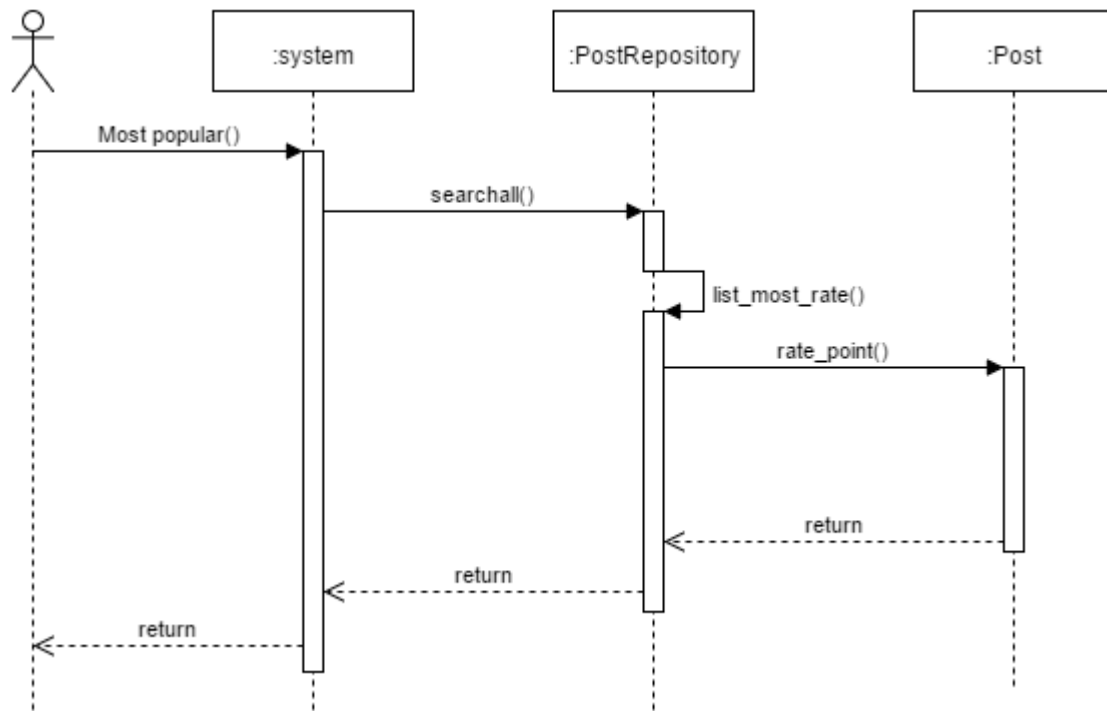 :system
:PostRepository
:Post
Most popular()
searchall()
list_most_rate()
rate_point()
return
return
return